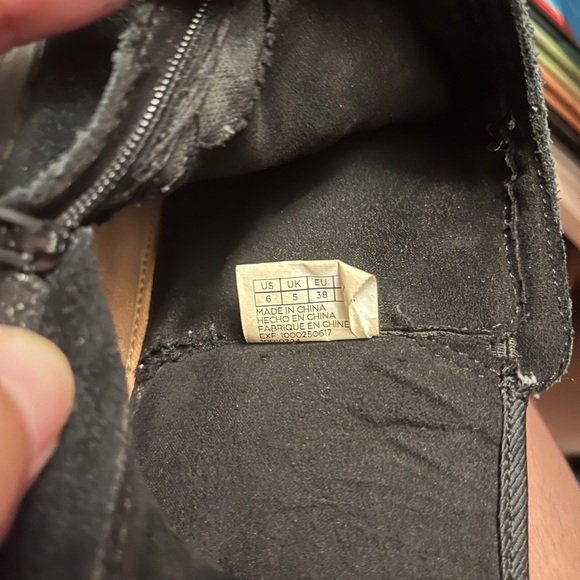 US UK EU
6 5 38
MADE IN CHINA
HECHO EN CHINA
FABRIQUE EN CHINE
EXF: 1000250617